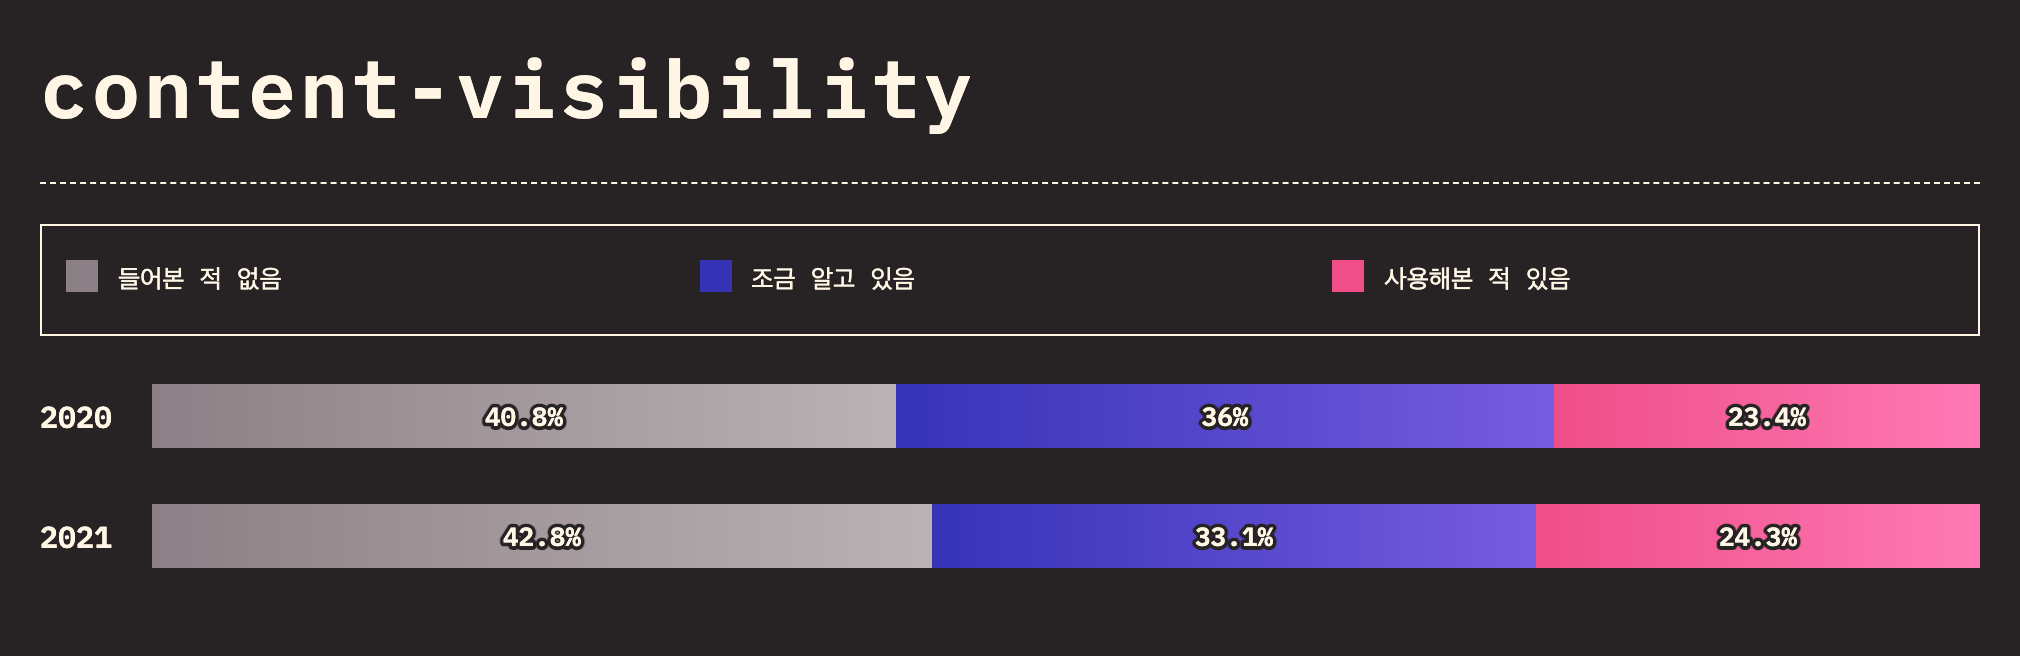 content-visibility
들어본 적 없음 조금 알고 있음 사용해본 적 있음
2020 40.8% 36% 23.4%
2021 42.8% 33.1% 24.3%